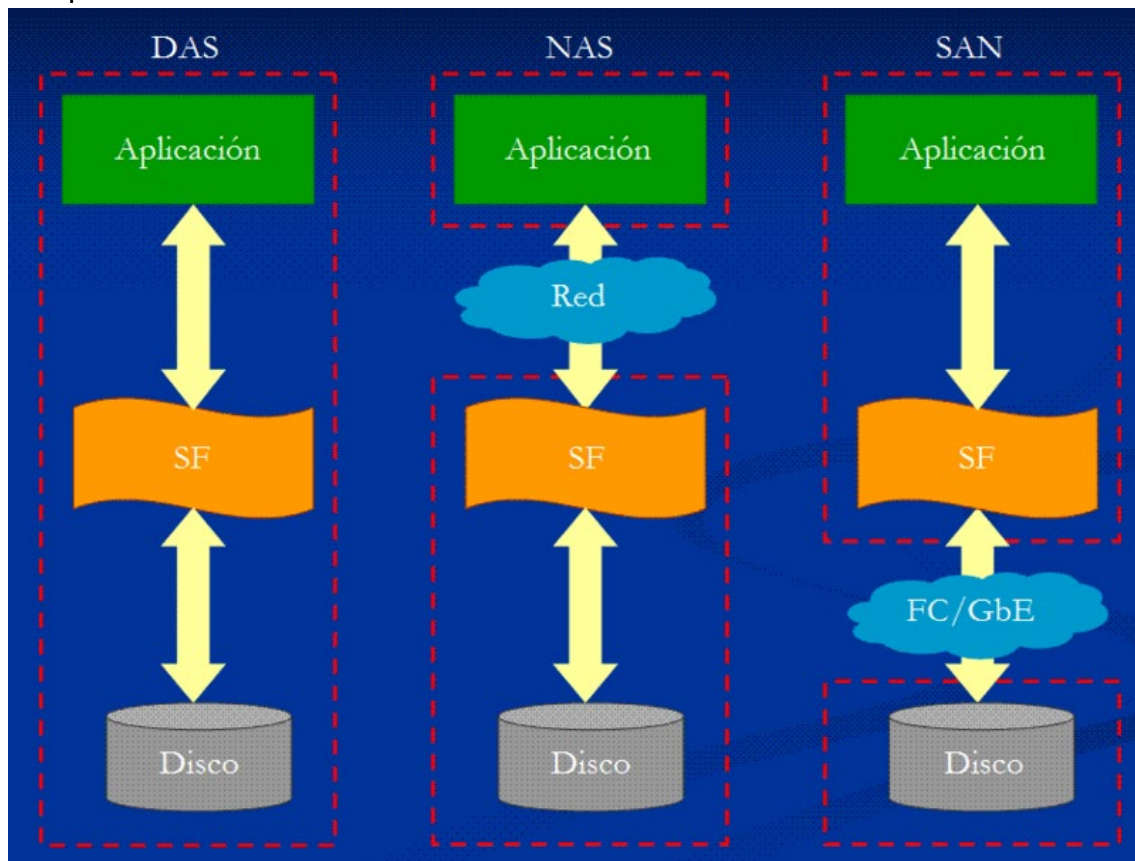 DAS
NAS
SAN
Aplicación
Aplicación
Aplicación
Red
SF
SF
SF
FC/GbE
Disco
Disco
Disco